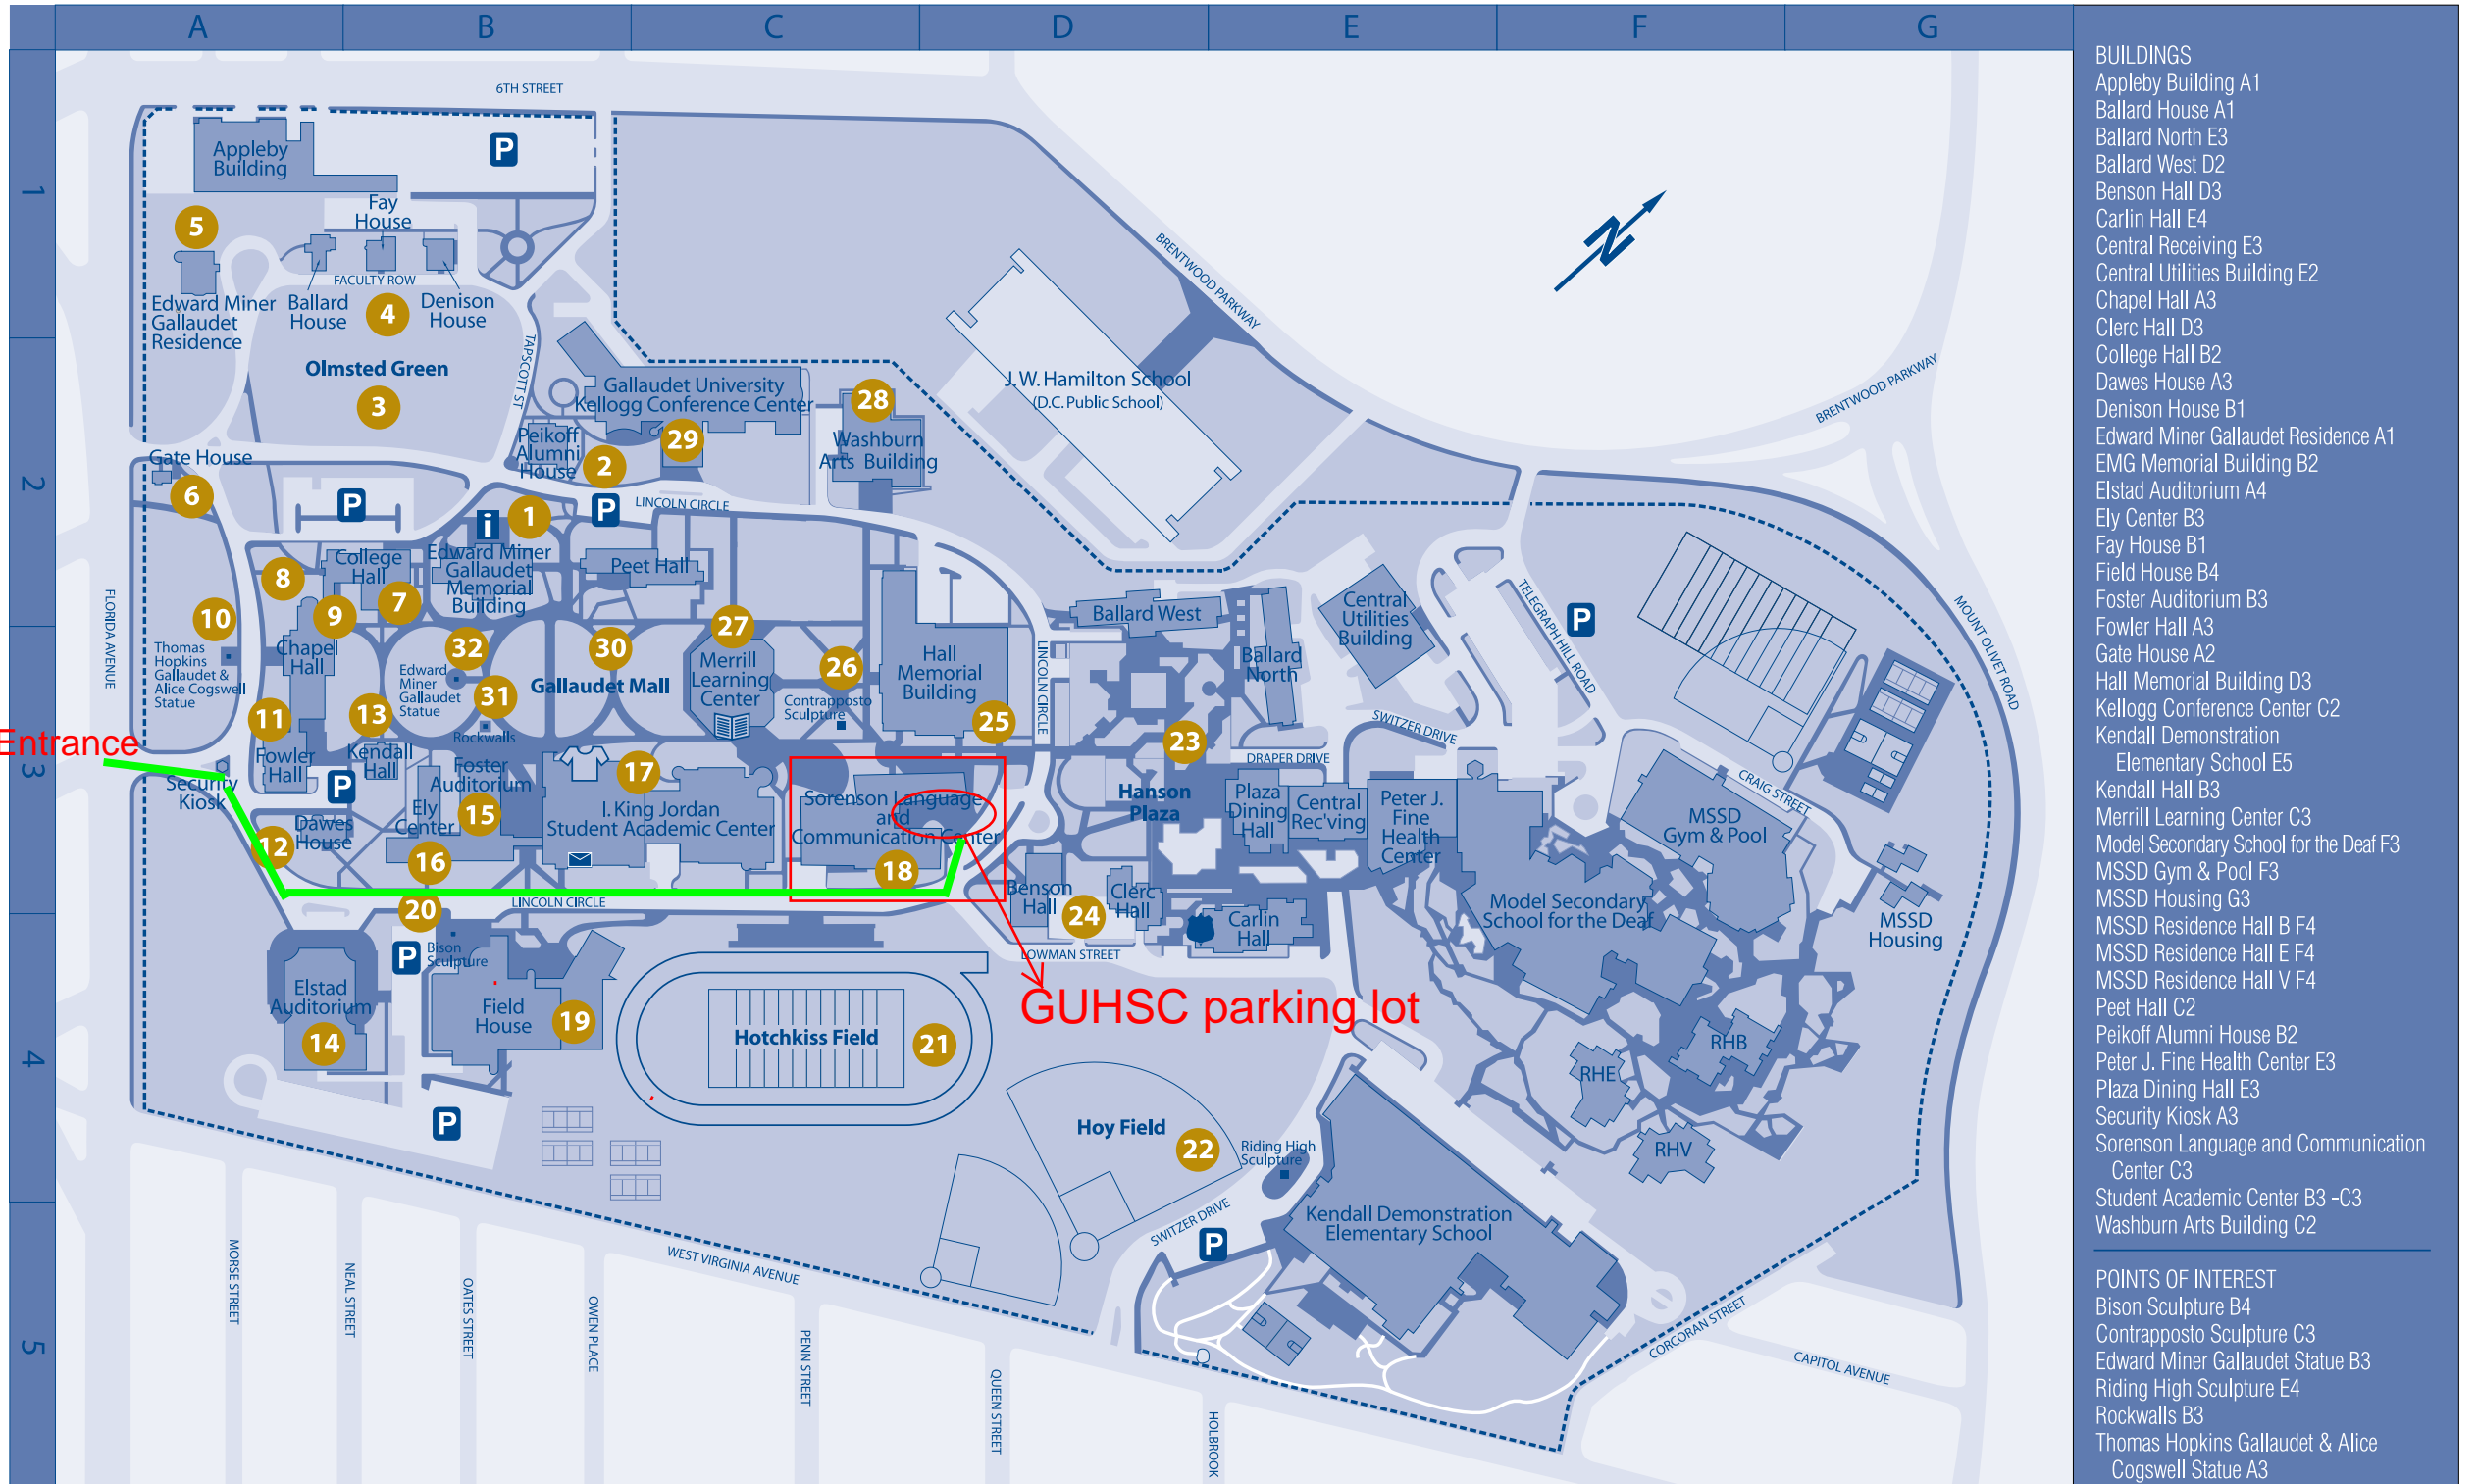 A B C D E F G
1
2
3
4
5
6TH STREET
Appleby
Building
P
Fay
House
5
FACULTY ROW
4
Edward Miner
Gallaudet
Residence
Ballard
House
Denison
House
Olmsted Green
3
TAPSCOTT ST
BRENTWOOD PARKWAY
N
BRENTWOOD PARKWAY
J.W. Hamilton School
(D.C. Public School)
Gallaudet University
Kellogg Conference Center
28
29
Washburn
Arts Building
Peikoff
Alumni
House
2
Gate House
6
P
i
1
P
LINCOLN CIRCLE
College
Hall
8
7
9
10
Edward Miner
Gallaudet
Memorial
Building
Peet Hall
FLORIDA AVENUE
Thomas
Hopkins
Gallaudet &
Alice Cogswell
Statue
Chapel
Hall
11
13
32
30
27
Edward
Miner
Gallaudet
Statue
31
Rockwalls
Gallaudet Mall
Merrill
Learning
Center
26
Contrapposto
Sculpture
Hall
Memorial
Building
25
LINCOLN CIRCLE
Ballard West
Ballard
North
Central
Utilities
Building
TELEGRAPH HILL ROAD
P
MOUNT OLIVET ROAD
23
SWITZER DRIVE
DRAPER DRIVE
CRAIG STREET
Entrance
Security
Kiosk
Fowler
Hall
P
Kendall
Hall
Foster
Auditorium
15
Ely
Center
16
17
I. King Jordan
Student Academic Center
Sorenson Language
and
Communication Center
18
Hanson
Plaza
Plaza
Dining
Hall
Central
Rec'ving
Peter J.
Fine
Health
Center
MSSD
Gym & Pool
12
Dawes
House
LINCOLN CIRCLE
20
Benson
Hall
24
Clerc
Hall
Carlin
Hall
LOWMAN STREET
Model Secondary
School for the Deaf
MSSD
Housing
P
Bison
Sculpture
Elstad
Auditorium
14
Field
House
19
Hotchkiss Field
21
GUHSC parking lot
RHB
RHE
RHV
P
Hoy Field
22
Riding High
Sculpture
SWITZER DRIVE
P
Kendall Demonstration
Elementary School
WEST VIRGINIA AVENUE
MORSE STREET
NEAL STREET
OATES STREET
OWEN PLACE
PENN STREET
QUEEN STREET
HOLBROOK
CORCORAN STREET
CAPITOL AVENUE
BUILDINGS
Appleby Building A1
Ballard House A1
Ballard North E3
Ballard West D2
Benson Hall D3
Carlin Hall E4
Central Receiving E3
Central Utilities Building E2
Chapel Hall A3
Clerc Hall D3
College Hall B2
Dawes House A3
Denison House B1
Edward Miner Gallaudet Residence A1
EMG Memorial Building B2
Elstad Auditorium A4
Ely Center B3
Fay House B1
Field House B4
Foster Auditorium B3
Fowler Hall A3
Gate House A2
Hall Memorial Building D3
Kellogg Conference Center C2
Kendall Demonstration
Elementary School E5
Kendall Hall B3
Merrill Learning Center C3
Model Secondary School for the Deaf F3
MSSD Gym & Pool F3
MSSD Housing G3
MSSD Residence Hall B F4
MSSD Residence Hall E F4
MSSD Residence Hall V F4
Peet Hall C2
Peikoff Alumni House B2
Peter J. Fine Health Center E3
Plaza Dining Hall E3
Security Kiosk A3
Sorenson Language and Communication
Center C3
Student Academic Center B3 -C3
Washburn Arts Building C2
POINTS OF INTEREST
Bison Sculpture B4
Contrapposto Sculpture C3
Edward Miner Gallaudet Statue B3
Riding High Sculpture E4
Rockwalls B3
Thomas Hopkins Gallaudet & Alice
Cogswell Statue A3